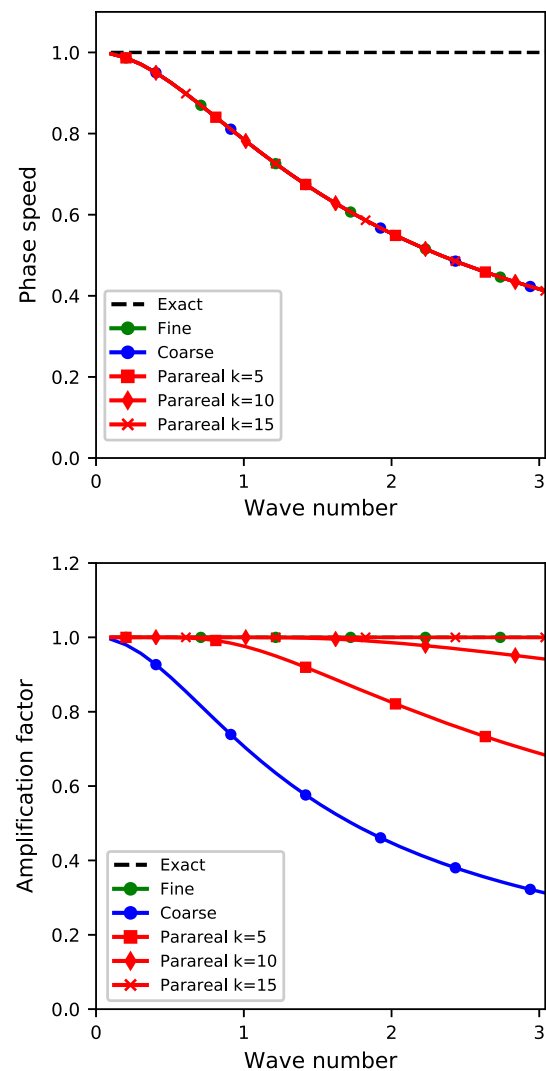 1.0
0.8
0.6
0.4
0.2
0.0
Phase speed
Exact
Fine
Coarse
Parareal k=5
Parareal k=10
Parareal k=15
0 1 2 3
Wave number
1.2
1.0
0.8
0.6
0.4
0.2
0.0
Amplification factor
Exact
Fine
Coarse
Parareal k=5
Parareal k=10
Parareal k=15
0 1 2 3
Wave number